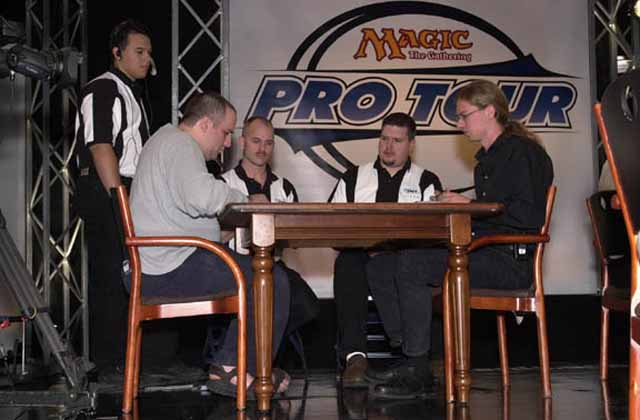 MAGIC
The Gathering
PRO TOUR